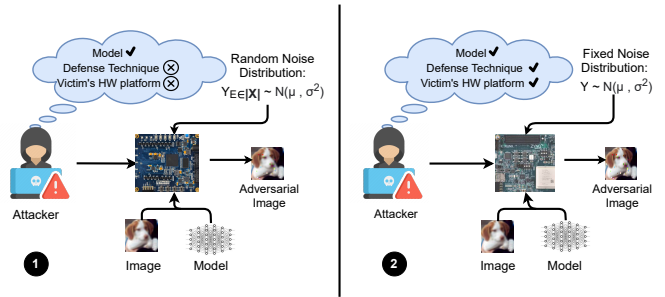 Model ✔
Defense Technique ⊗
Victim's HW platform ⊗
Random Noise
Distribution:
Y_{E∈|X|} ~ N(μ , σ²)
Attacker
Adversarial
Image
Image
Model
1
Model ✔
Defense Technique ✔
Victim's HW platform ✔
Fixed Noise
Distribution:
Y ~ N(μ , σ²)
Attacker
Adversarial
Image
Image
Model
2